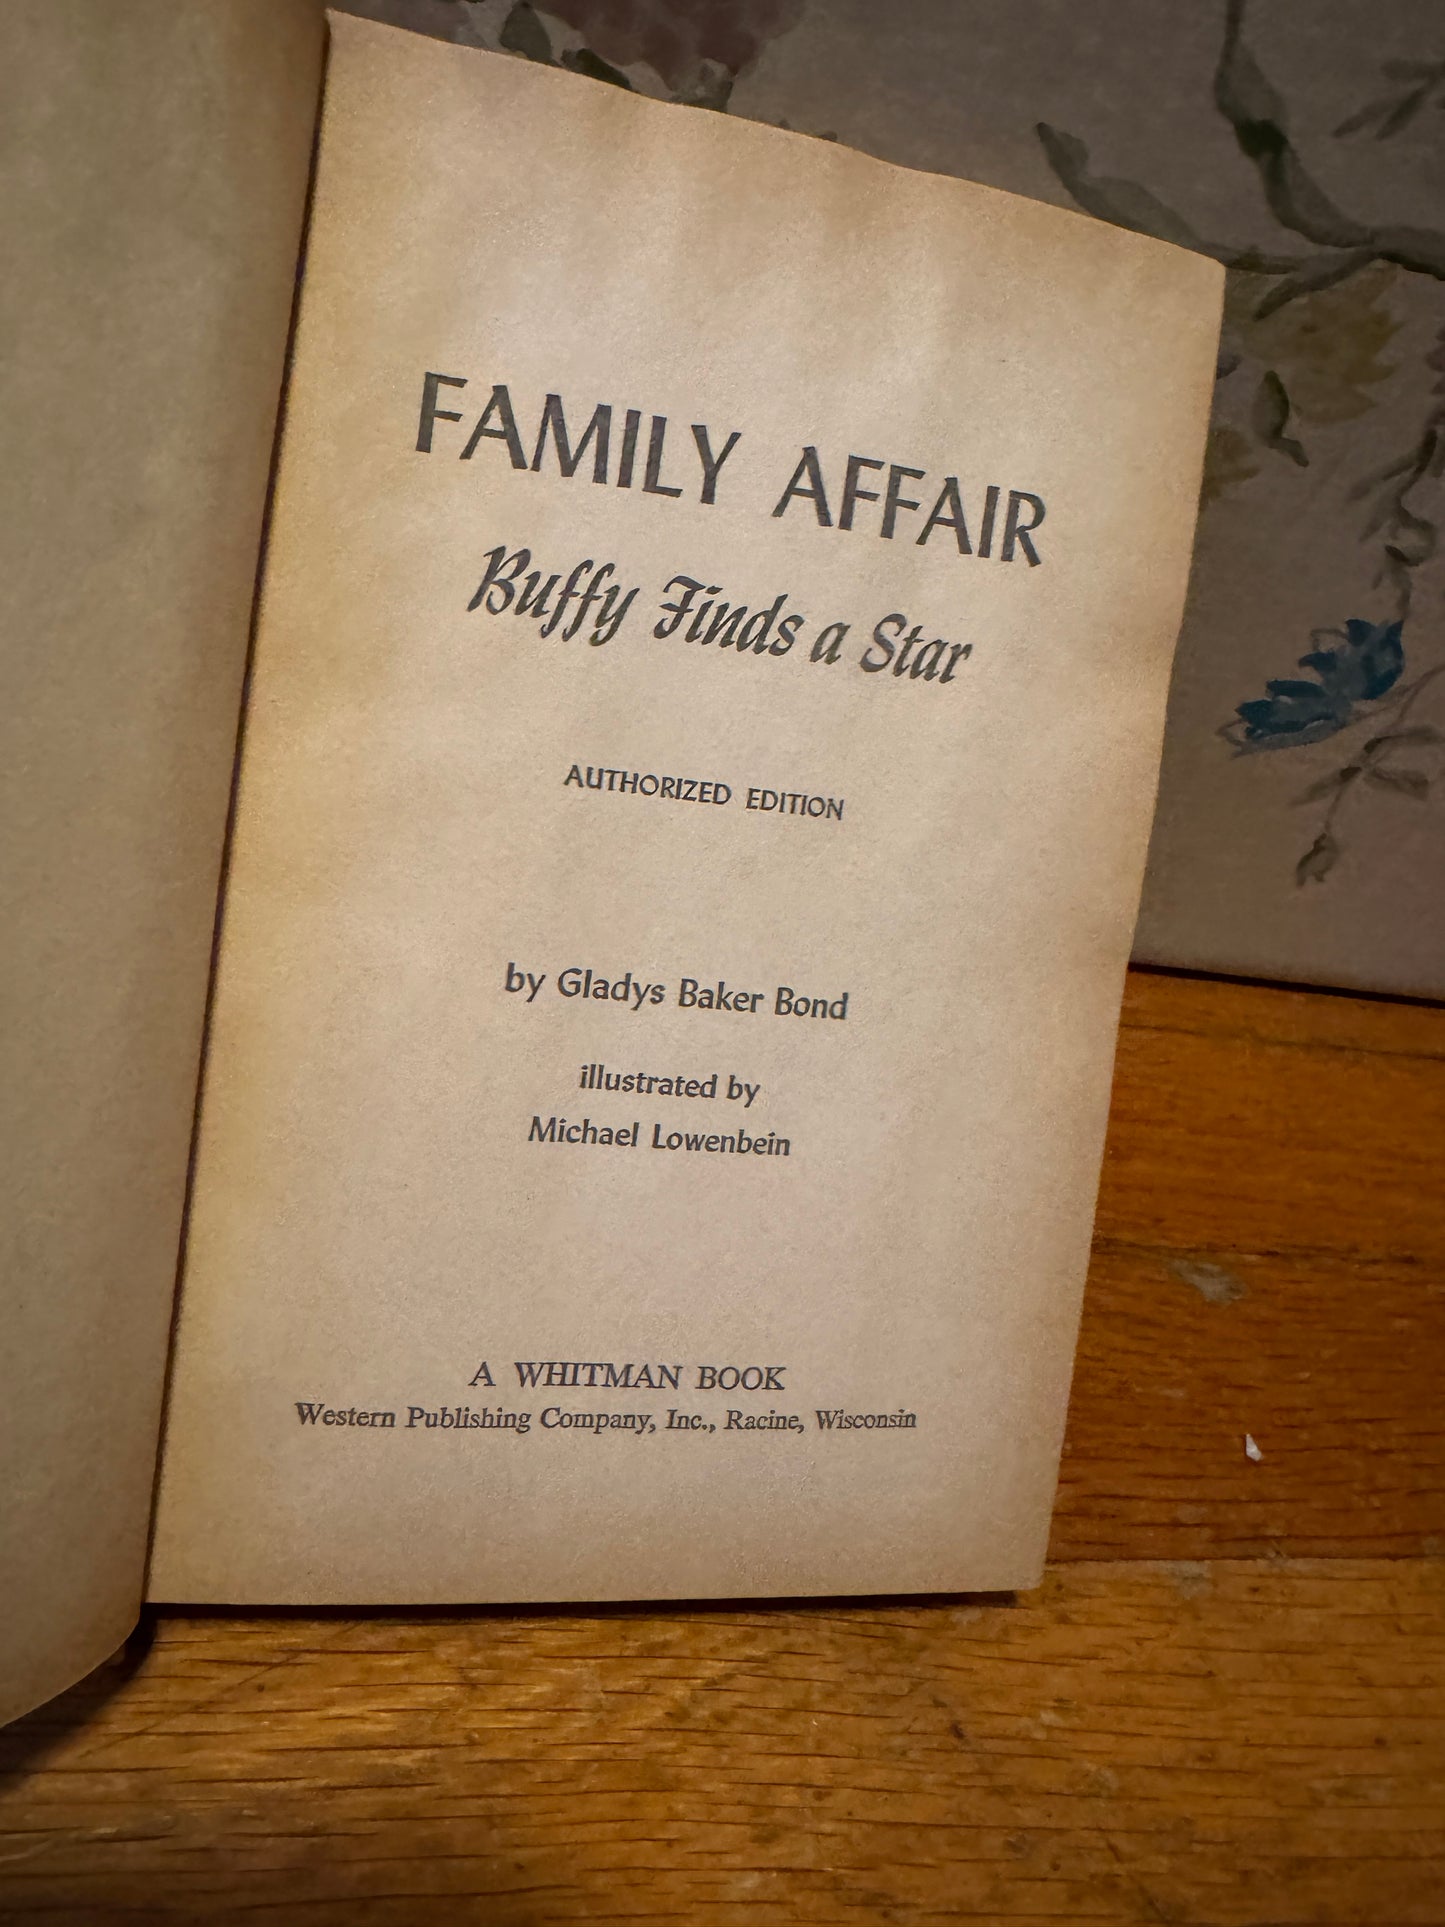 FAMILY AFFAIR
Buffy Finds a Star
AUTHORIZED EDITION
by Gladys Baker Bond
illustrated by
Michael Lowenbein
A WHITMAN BOOK
Western Publishing Company, Inc., Racine, Wisconsin